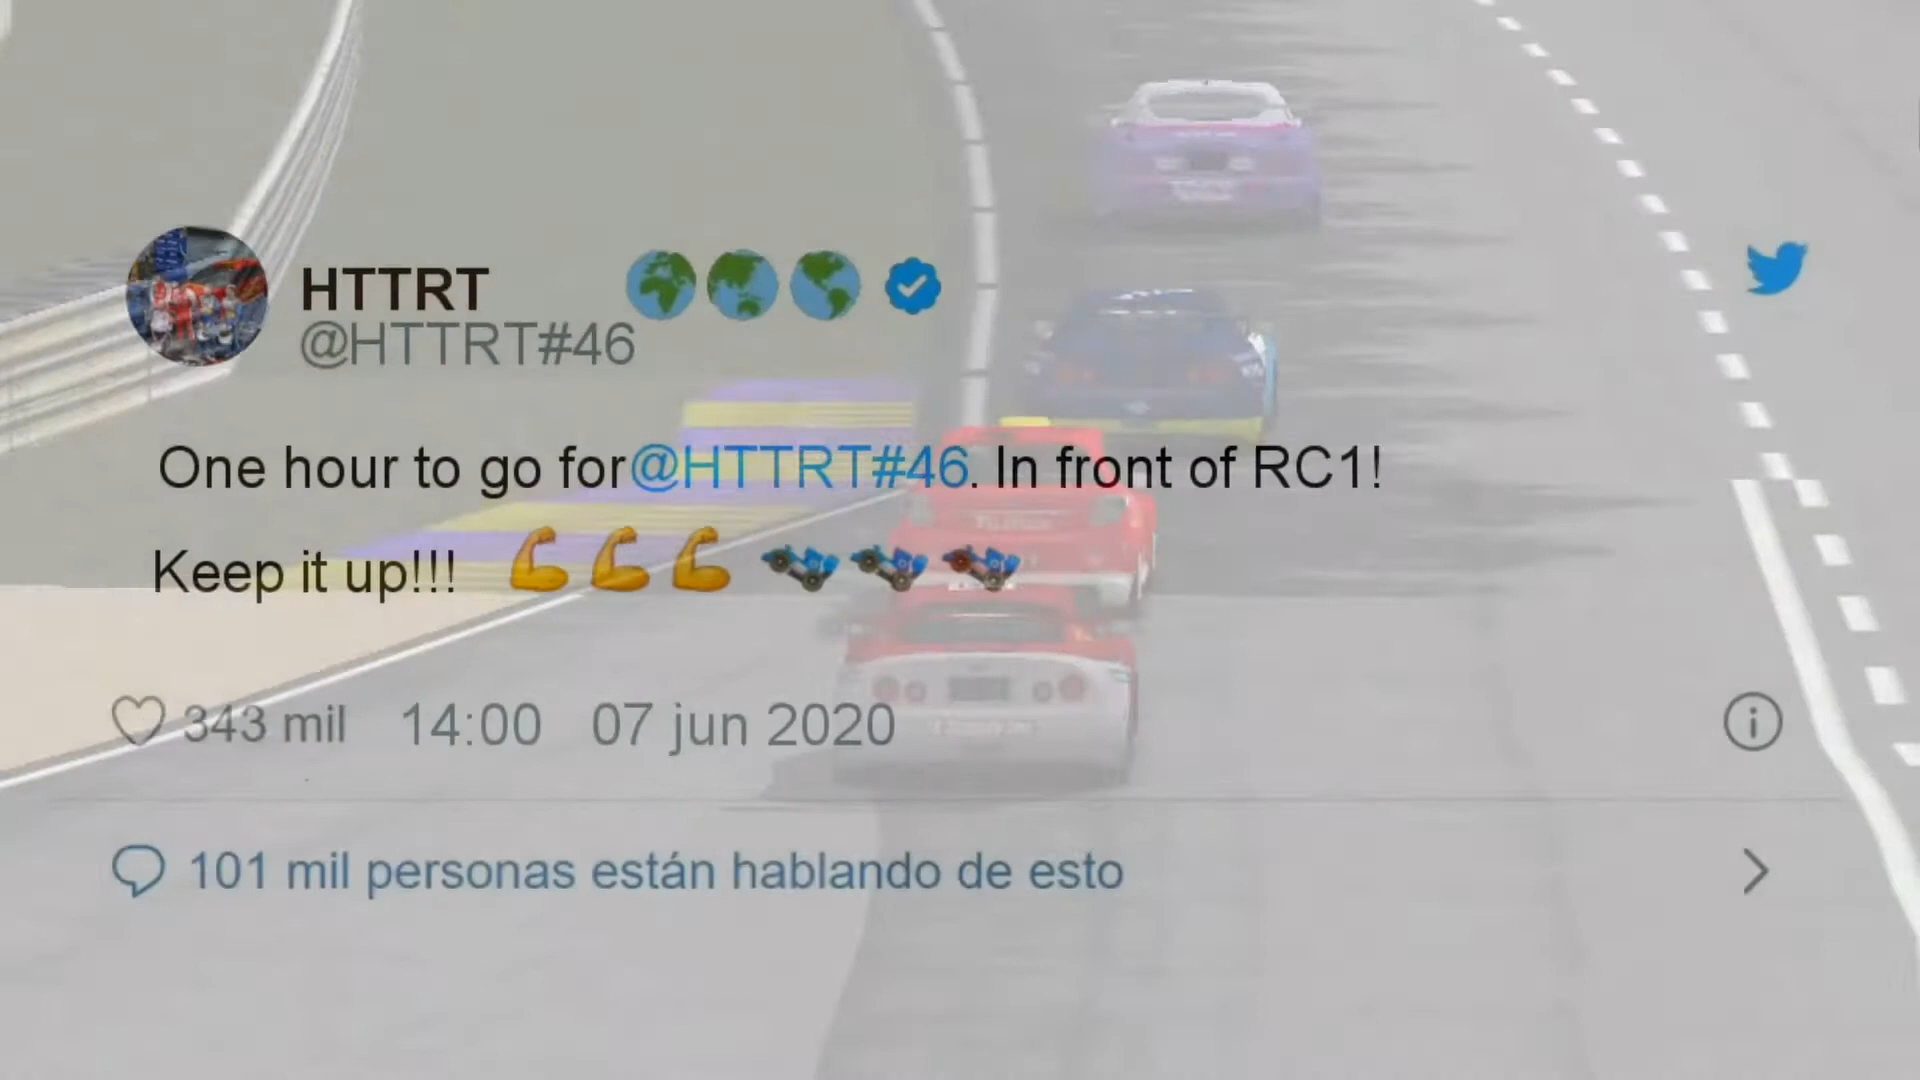 HTTRT 🌍🌏🌎
@HTTRT#46
One hour to go for@HTTRT#46. In front of RC1!
Keep it up!!! 💪💪💪
343 mil 14:00 07 jun 2020
101 mil personas están hablando de esto